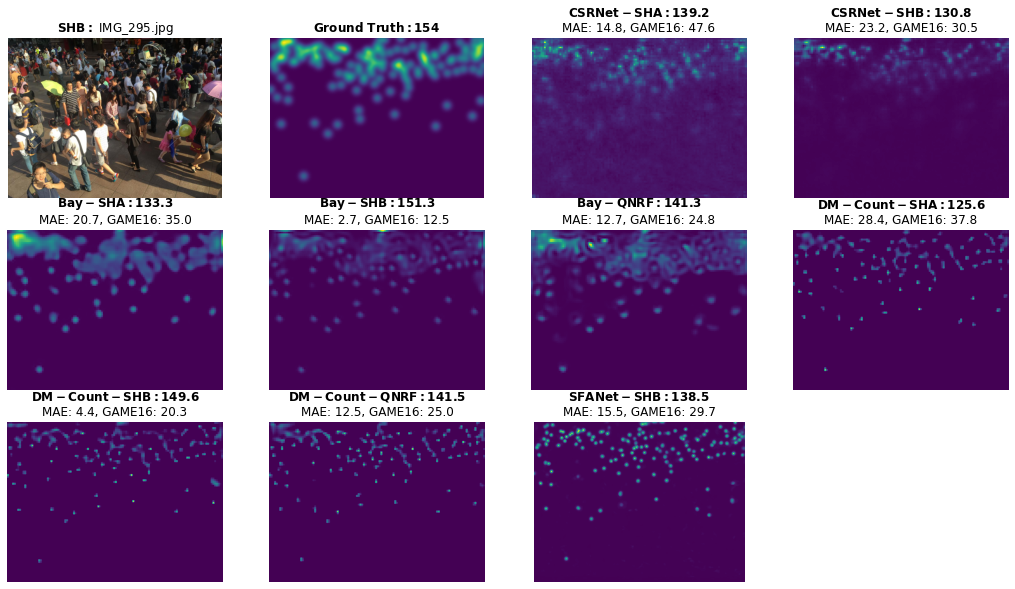 SHB: IMG_295.jpg
Ground Truth:154
CSRNet−SHA:139.2
MAE: 14.8, GAME16: 47.6
CSRNet−SHB:130.8
MAE: 23.2, GAME16: 30.5
Bay−SHA:133.3
MAE: 20.7, GAME16: 35.0
Bay−SHB:151.3
MAE: 2.7, GAME16: 12.5
Bay−QNRF:141.3
MAE: 12.7, GAME16: 24.8
DM−Count−SHA:125.6
MAE: 28.4, GAME16: 37.8
DM−Count−SHB:149.6
MAE: 4.4, GAME16: 20.3
DM−Count−QNRF:141.5
MAE: 12.5, GAME16: 25.0
SFANet−SHB:138.5
MAE: 15.5, GAME16: 29.7